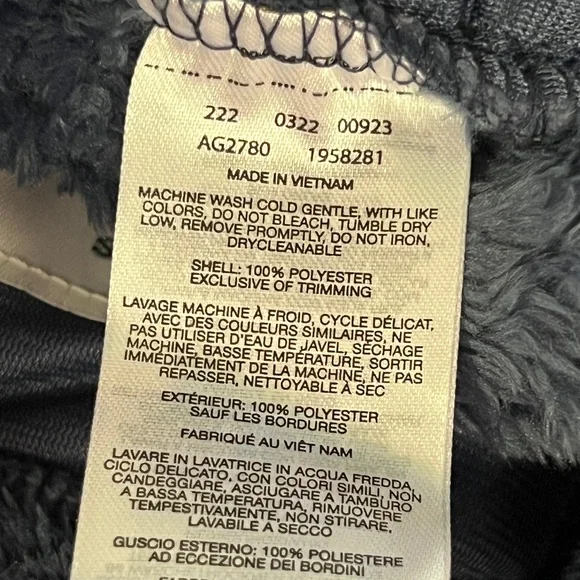 222 0322 00923
AG2780 1958281
MADE IN VIETNAM
MACHINE WASH COLD GENTLE, WITH LIKE
COLORS, DO NOT BLEACH, TUMBLE DRY
LOW, REMOVE PROMPTLY, DO NOT IRON,
DRYCLEANABLE
SHELL: 100% POLYESTER
EXCLUSIVE OF TRIMMING
LAVAGE MACHINE À FROID, CYCLE DÉLICAT,
AVEC DES COULEURS SIMILAIRES, NE
PAS UTILISER D'EAU DE JAVEL, SÉCHAGE
MACHINE, BASSE TEMPÉRATURE, SORTIR
IMMÉDIATEMENT DE LA MACHINE, NE PAS
REPASSER, NETTOYABLE À SEC
EXTÉRIEUR: 100% POLYESTER
SAUF LES BORDURES
FABRIQUÉ AU VIÊT NAM
LAVARE IN LAVATRICE IN ACQUA FREDDA,
CICLO DELICATO, CON COLORI SIMILI, NON
CANDEGGIARE, ASCIUGARE A TAMBURO
A BASSA TEMPERATURA, RIMUOVERE
TEMPESTIVAMENTE, NON STIRARE,
LAVABILE A SECCO
GUSCIO ESTERNO: 100% POLIESTERE
AD ECCEZIONE DEI BORDINI